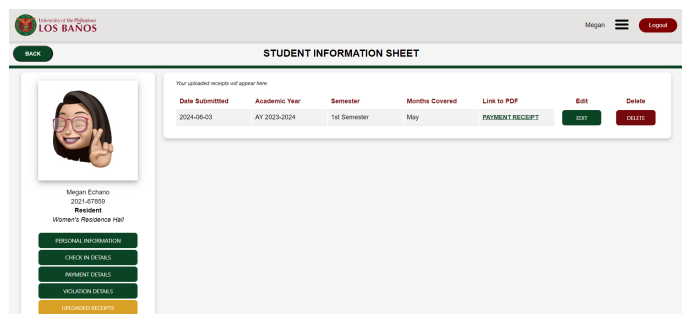 University of the Philippines
LOS BAÑOS
Megan
Logout
BACK
STUDENT INFORMATION SHEET
Your uploaded receipts will appear here.
Date Submittted Academic Year Semester Months Covered Link to PDF Edit Delete
2024-06-03 AY 2023-2024 1st Semester May PAYMENT RECEIPT EDIT DELETE
Megan Echano
2021-67859
Resident
Women's Residence Hall
PERSONAL INFORMATION
CHECK IN DETAILS
PAYMENT DETAILS
VIOLATION DETAILS
UPLOADED RECEIPTS